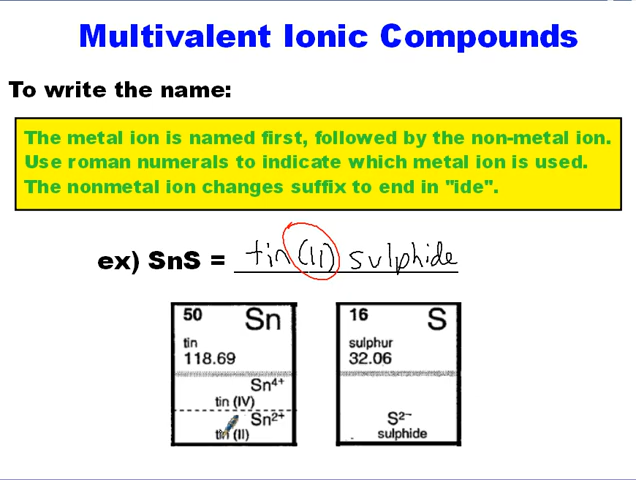 Multivalent Ionic Compounds
To write the name:
The metal ion is named first, followed by the non-metal ion.
Use roman numerals to indicate which metal ion is used.
The nonmetal ion changes suffix to end in "ide".
ex) SnS = tin (II) sulphide
50 Sn
tin
118.69
Sn⁴⁺
tin (IV)
Sn²⁺
tin (II)
16 S
sulphur
32.06
S²⁻
sulphide